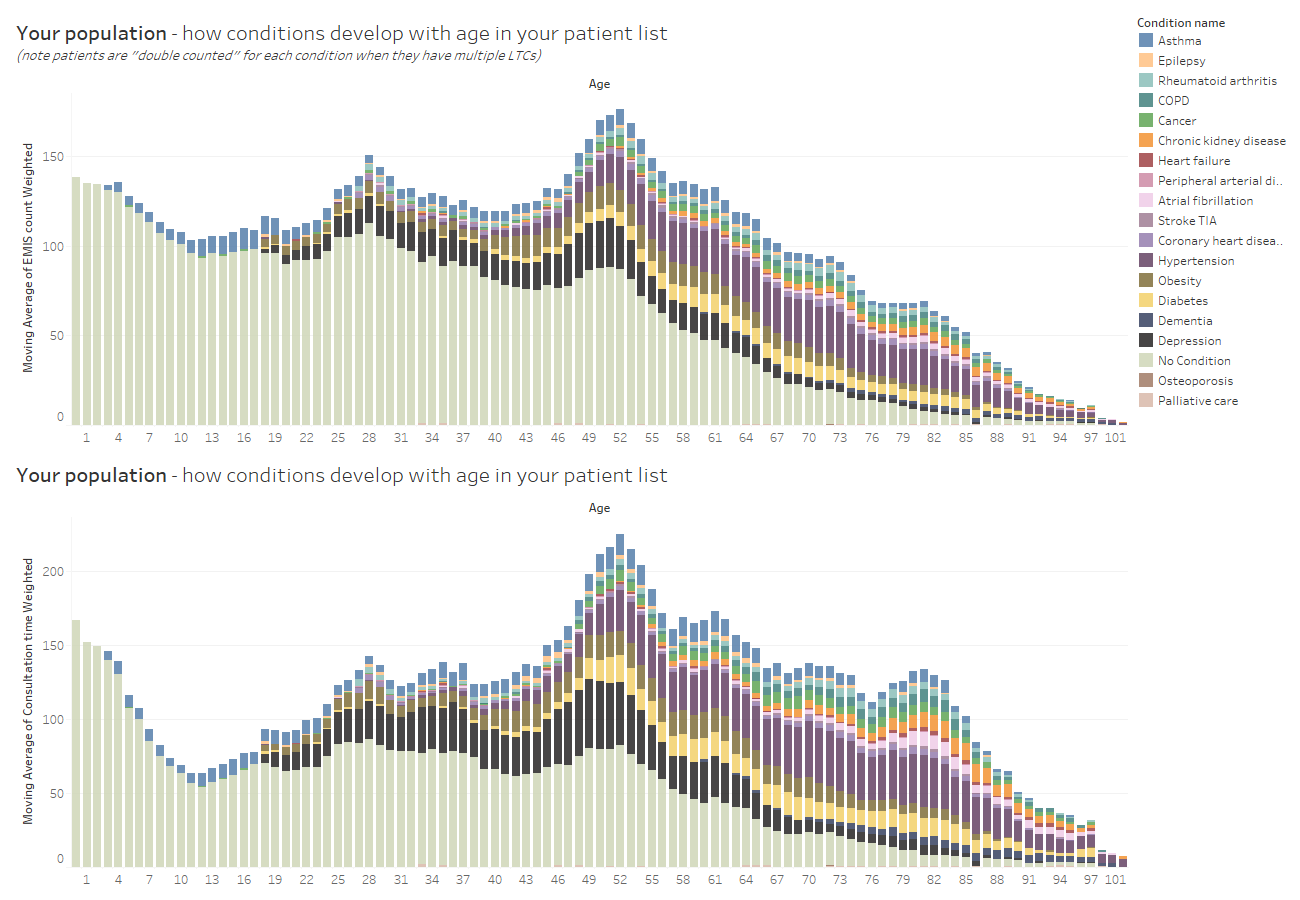 Your population - how conditions develop with age in your patient list
(note patients are "double counted" for each condition when they have multiple LTCs)
Age
Moving Average of EMIS count Weighted
150
100
50
0
1 4 7 10 13 16 19 22 25 28 31 34 37 40 43 46 49 52 55 58 61 64 67 70 73 76 79 82 85 88 91 94 97 101
Condition name
Asthma
Epilepsy
Rheumatoid arthritis
COPD
Cancer
Chronic kidney disease
Heart failure
Peripheral arterial di..
Atrial fibrillation
Stroke TIA
Coronary heart disea..
Hypertension
Obesity
Diabetes
Dementia
Depression
No Condition
Osteoporosis
Palliative care
Your population - how conditions develop with age in your patient list
Age
Moving Average of Consultation time Weighted
200
150
100
50
0
1 4 7 10 13 16 19 22 25 28 31 34 37 40 43 46 49 52 55 58 61 64 67 70 73 76 79 82 85 88 91 94 97 101